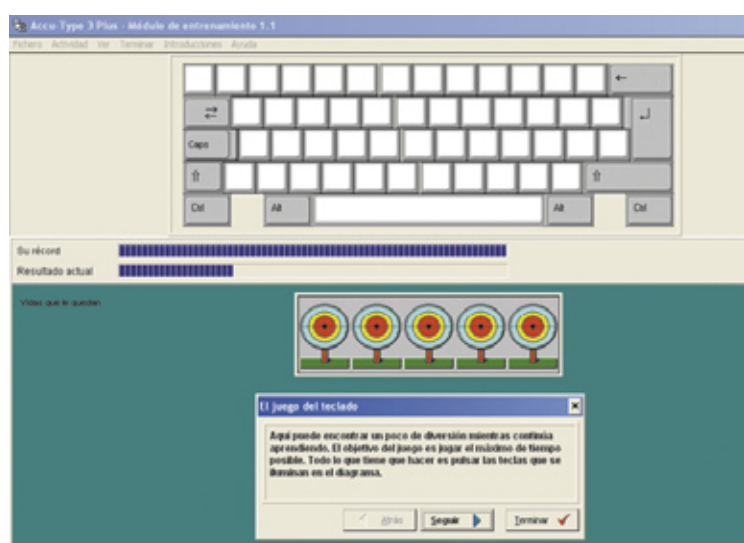 Accu-Type 3 Plus - Módulo de entrenamiento 1.1
Fichero Actividad Ver Terminar Introducciones Ayuda
Caps
Ctrl Alt Alt Ctrl
Su récord
Resultado actual
Vidas que le quedan
El juego del teclado
Aquí puede encontrar un poco de diversión mientras continúa
aprendiendo. El objetivo del juego es jugar el máximo de tiempo
posible. Todo lo que tiene que hacer es pulsar las teclas que se
iluminan en el diagrama.
Atrás Seguir Terminar